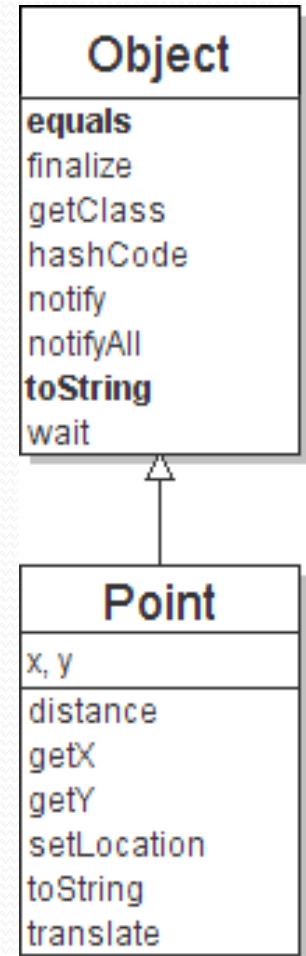 Object
equals
finalize
getClass
hashCode
notify
notifyAll
toString
wait
Point
x, y
distance
getX
getY
setLocation
toString
translate